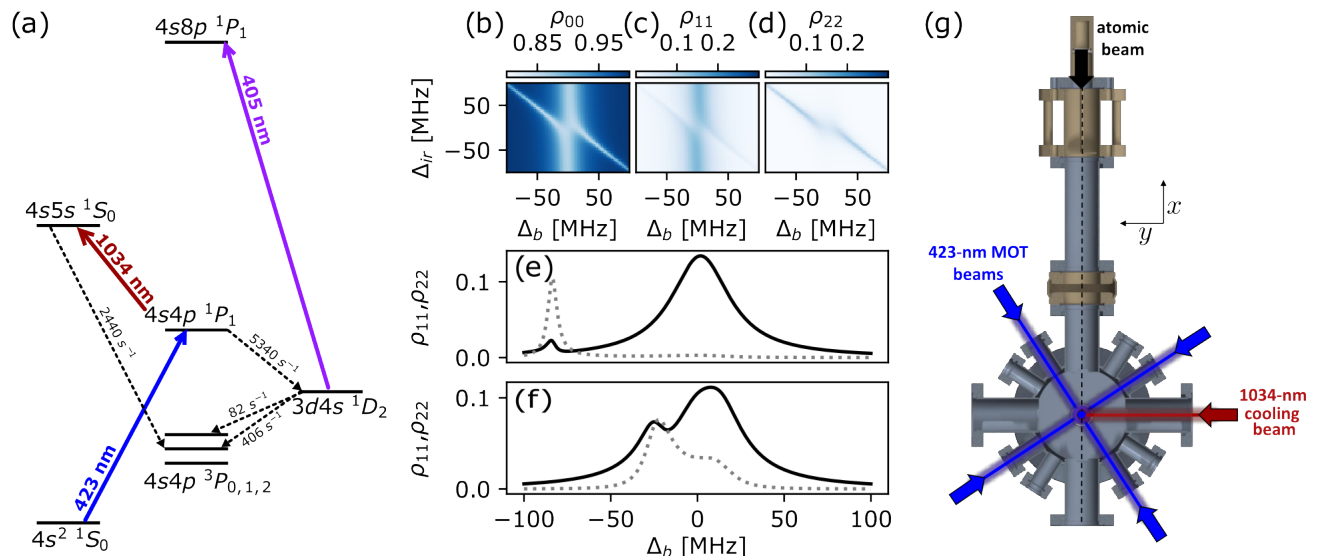 (a)
4s8p ¹P₁
405 nm
4s5s ¹S₀
1034 nm
2440 s⁻¹
4s4p ¹P₁
5340 s⁻¹
3d4s ¹D₂
82 s⁻¹
406 s⁻¹
4s4p ³P₀,₁,₂
423 nm
4s² ¹S₀
(b) ρ₀₀ (c) ρ₁₁ (d) ρ₂₂
0.85 0.95 0.1 0.2 0.1 0.2
Δᵢᵣ [MHz]
50
−50
−50 50 −50 50 −50 50
Δ_b [MHz] Δ_b [MHz] Δ_b [MHz]
(e)
ρ₁₁,ρ₂₂
0.1
0.0
(f)
ρ₁₁,ρ₂₂
0.1
0.0
−100 −50 0 50 100
Δ_b [MHz]
(g)
atomic
beam
x
y
423-nm MOT
beams
1034-nm
cooling
beam